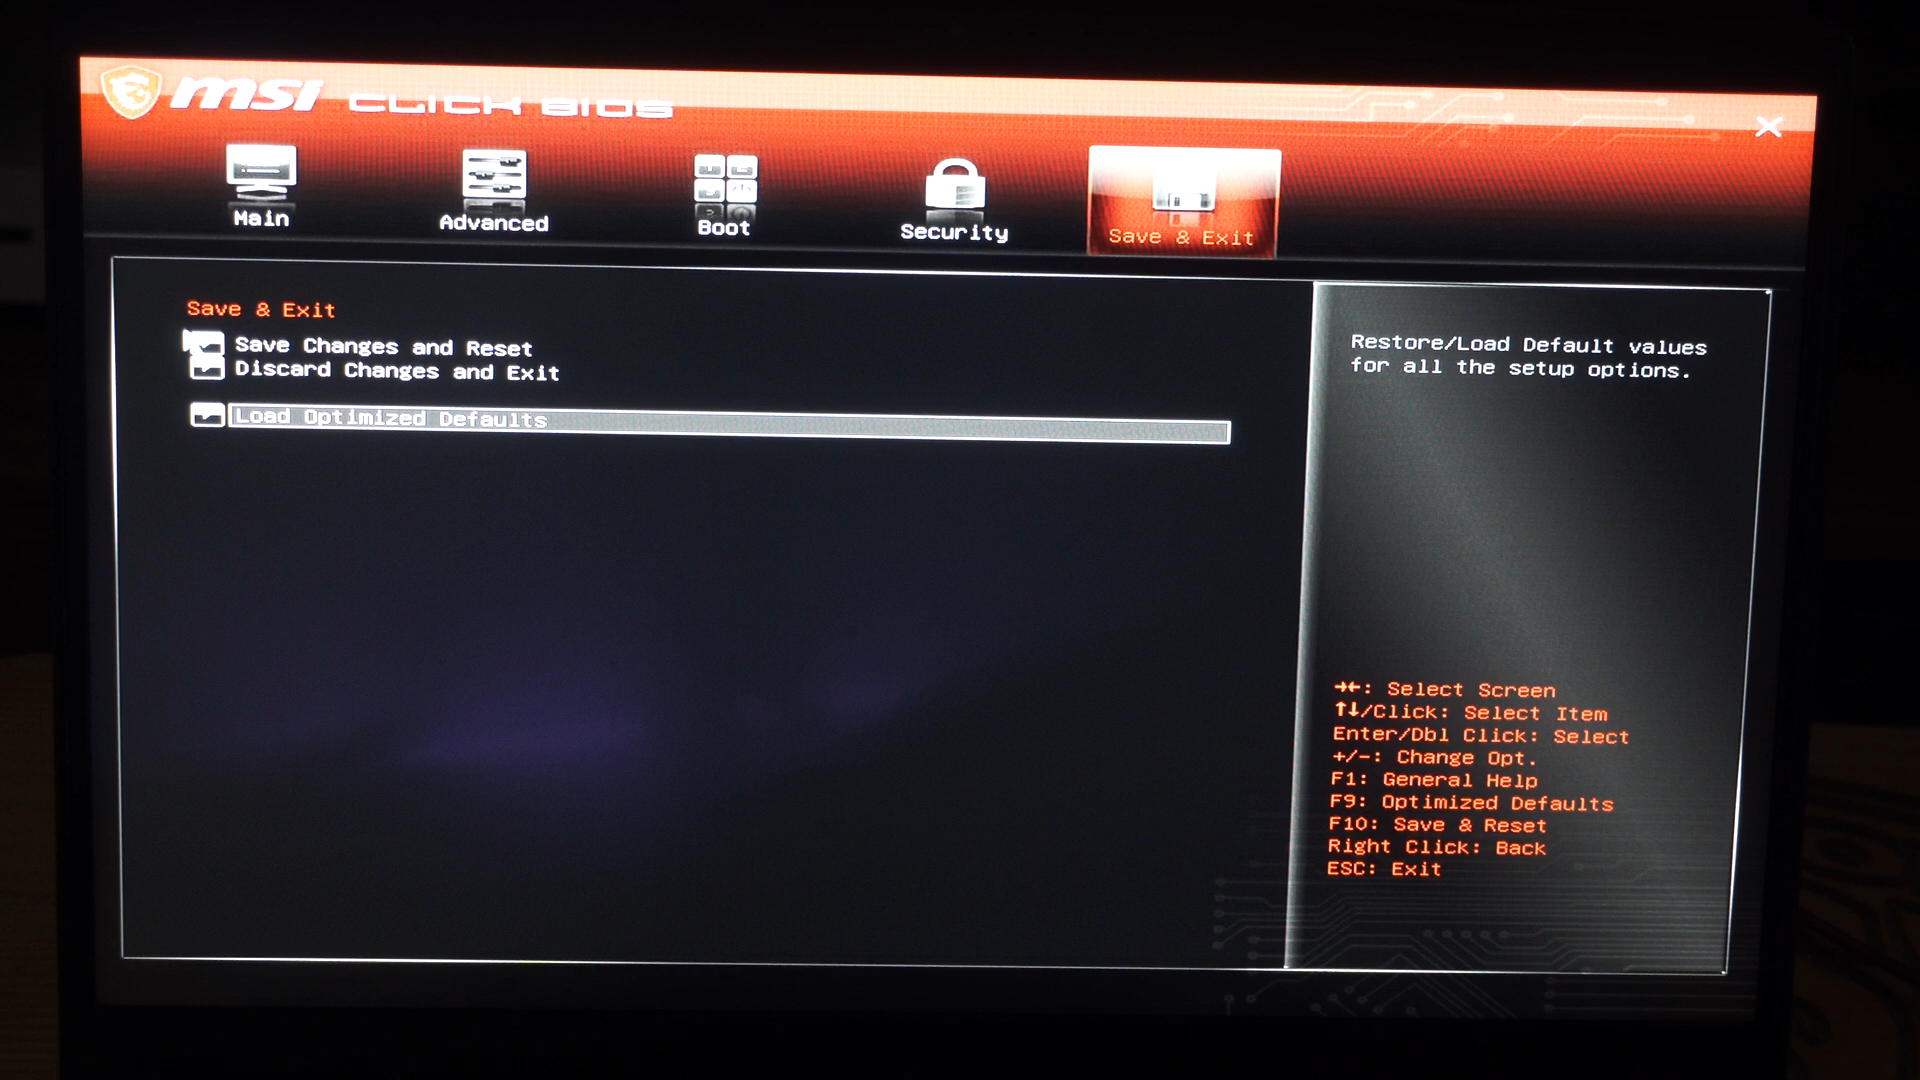 msi CLICK BIOS
Main
Advanced
Boot
Security
Save & Exit
Save & Exit
Save Changes and Reset
Discard Changes and Exit
Load Optimized Defaults
Restore/Load Default values
for all the setup options.
→←: Select Screen
↑↓/Click: Select Item
Enter/Dbl Click: Select
+/-: Change Opt.
F1: General Help
F9: Optimized Defaults
F10: Save & Reset
Right Click: Back
ESC: Exit